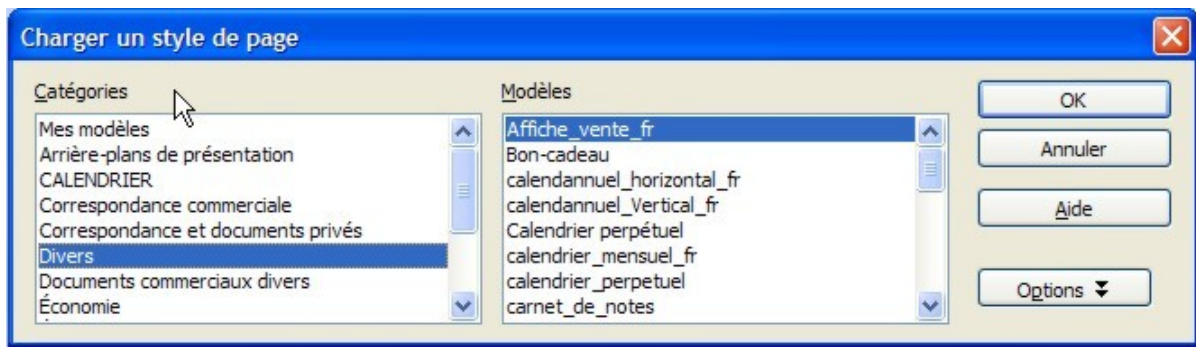 Charger un style de page
Catégories
Mes modèles
Arrière-plans de présentation
CALENDRIER
Correspondance commerciale
Correspondance et documents privés
Divers
Documents commerciaux divers
Économie
Modèles
Affiche_vente_fr
Bon-cadeau
calendannuel_horizontal_fr
calendannuel_Vertical_fr
Calendrier perpétuel
calendrier_mensuel_fr
calendrier_perpetuel
carnet_de_notes
OK
Annuler
Aide
Options